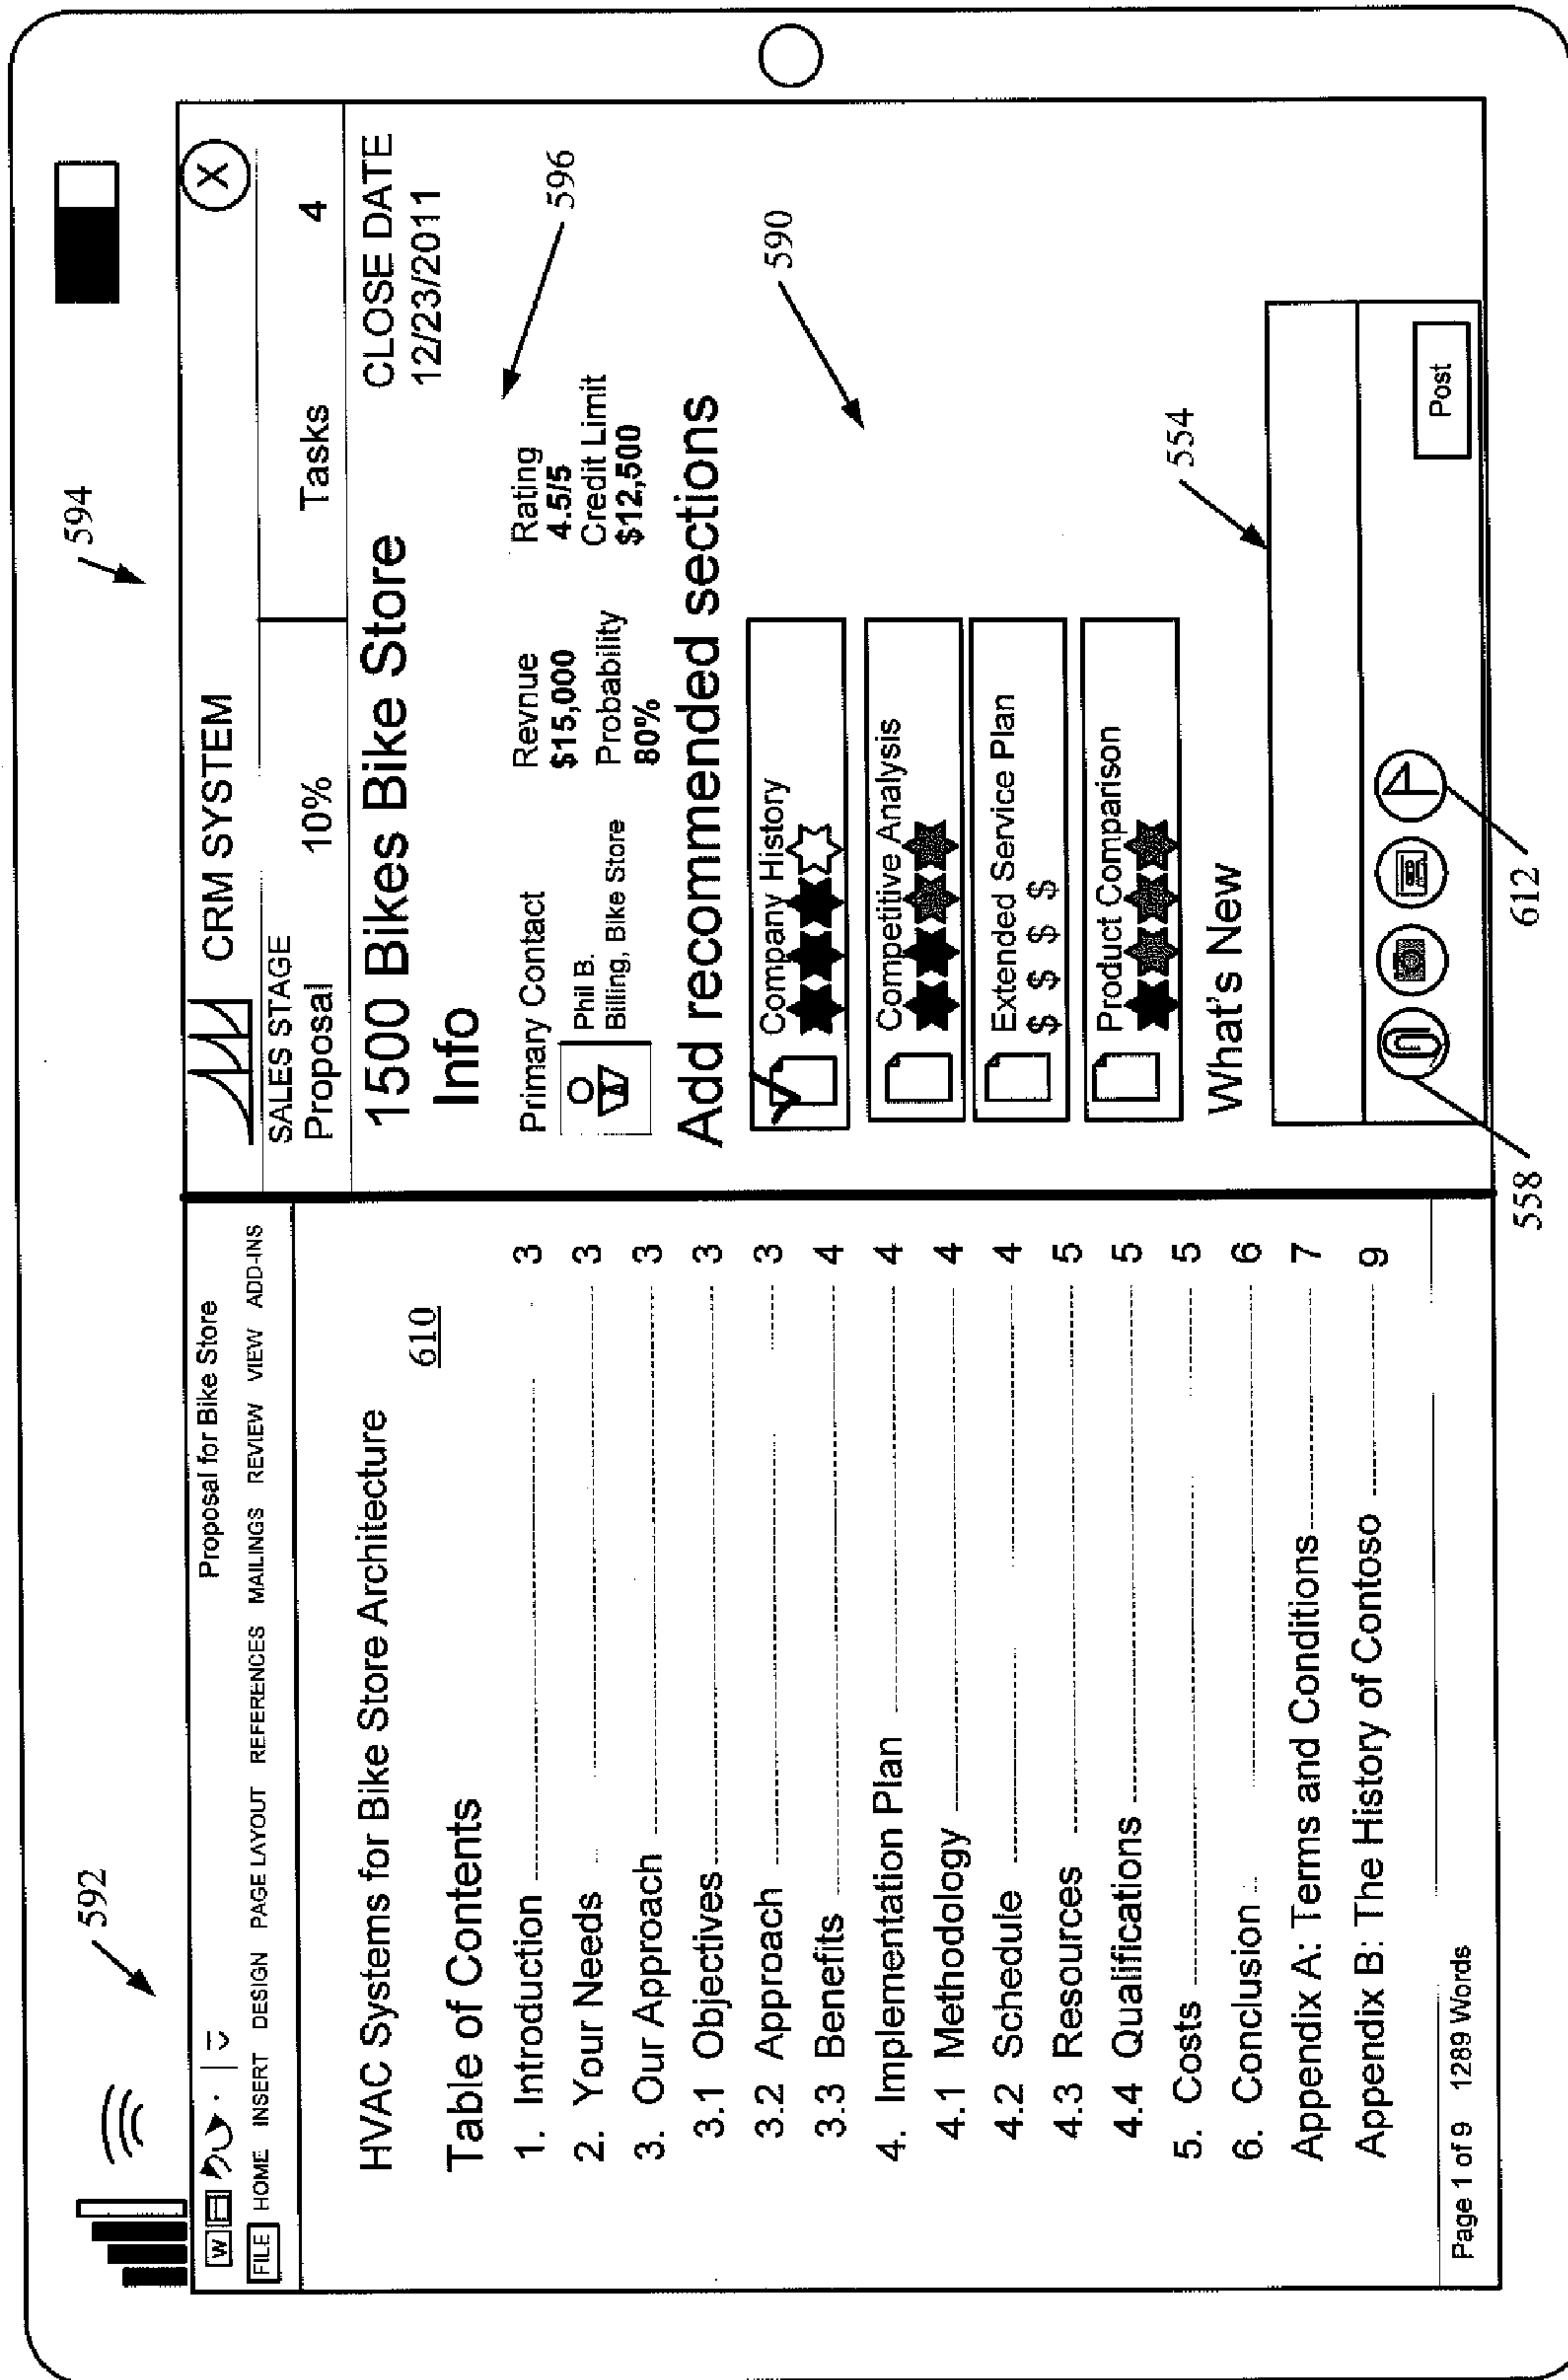 592
594
W
Proposal for Bike Store
FILE HOME INSERT DESIGN PAGE LAYOUT REFERENCES MAILINGS REVIEW VIEW ADD-INS
HVAC Systems for Bike Store Architecture
610
Table of Contents
1. Introduction 3
2. Your Needs 3
3. Our Approach 3
3.1 Objectives 3
3.2 Approach 3
3.3 Benefits 4
4. Implementation Plan 4
4.1 Methodology 4
4.2 Schedule 4
4.3 Resources 5
4.4 Qualifications 5
5. Costs 5
6. Conclusion 6
Appendix A: Terms and Conditions 7
Appendix B: The History of Contoso 9
Page 1 of 9 1289 Words
CRM SYSTEM
X
SALES STAGE
Proposal 10% Tasks 4
1500 Bikes Bike Store
CLOSE DATE
12/23/2011
Info
596
Primary Contact
Phil B.
Billing, Bike Store
Revnue
$15,000
Probability
80%
Rating
4.5/5
Credit Limit
$12,500
Add recommended sections
590
Company History
Competitive Analysis
Extended Service Plan
$ $ $ $
Product Comparison
What's New
554
Post
558
612